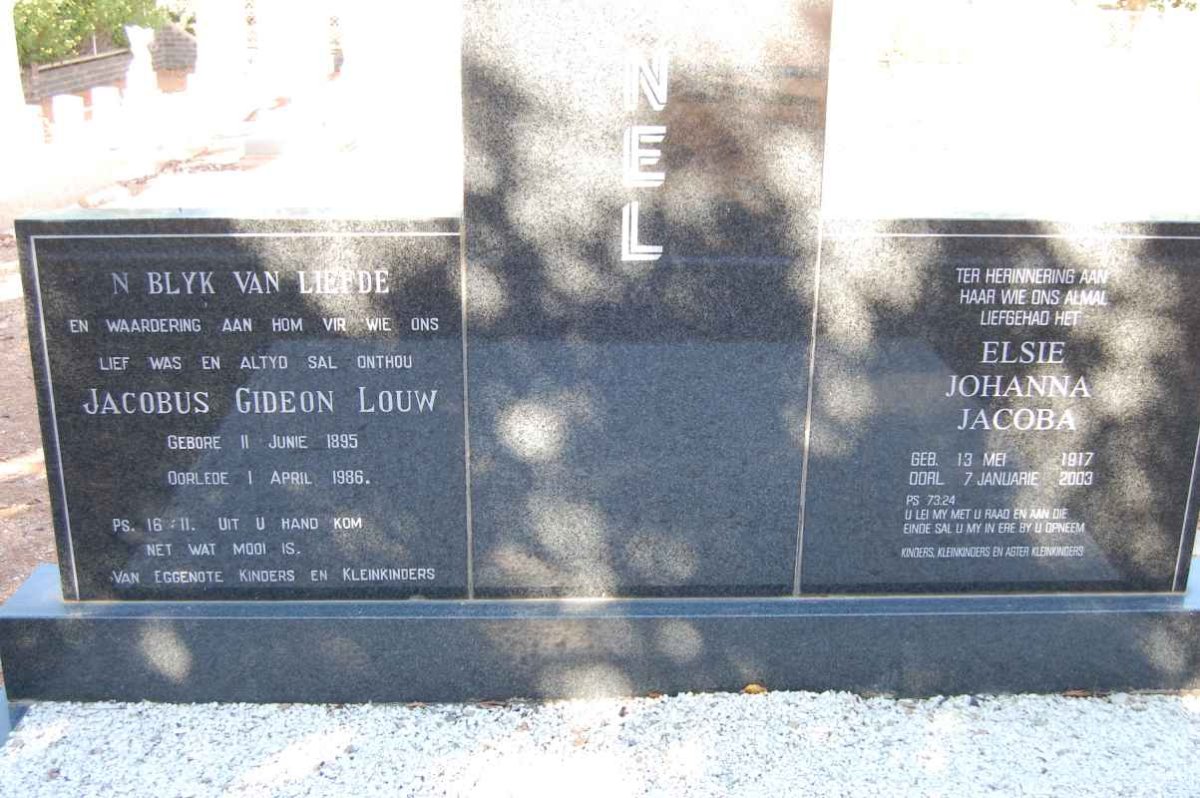 NEL
N BLYK VAN LIEFDE
EN WAARDERING AAN HOM VIR WIE ONS
LIEF WAS EN ALTYD SAL ONTHOU
JACOBUS GIDEON LOUW
GEBORE 11 JUNIE 1895
OORLEDE 1 APRIL 1986.
PS. 16:11. UIT U HAND KOM
NET WAT MOOI IS.
VAN EGGENOTE KINDERS EN KLEINKINDERS
TER HERINNERING AAN
HAAR WIE ONS ALMAL
LIEFGEHAD HET
ELSIE
JOHANNA
JACOBA
GEB. 13 MEI 1917
OORL. 7 JANUARIE 2003
PS 73:24
U LEI MY MET U RAAD EN AAN DIE
EINDE SAL U MY IN ERE BY U OPNEEM
KINDERS, KLEINKINDERS EN AGTER KLEINKINDERS